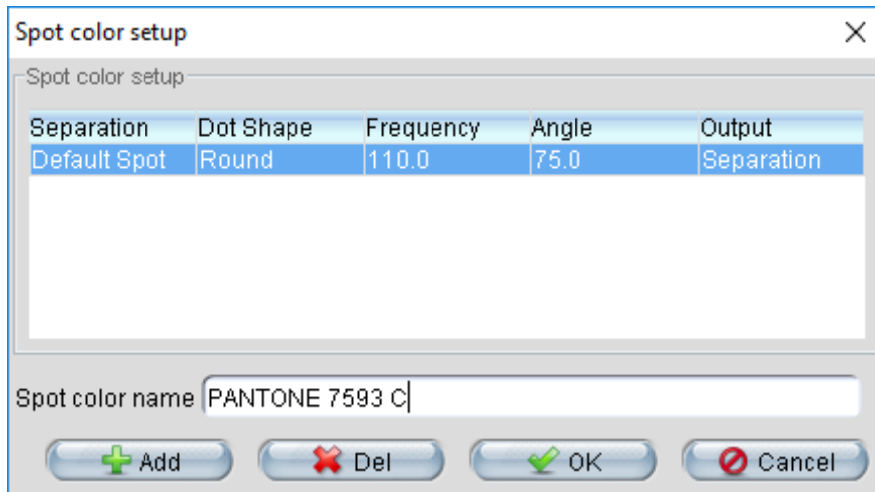 Spot color setup
Spot color setup
Separation Dot Shape Frequency Angle Output
Default Spot Round 110.0 75.0 Separation
Spot color name PANTONE 7593 C
Add Del OK Cancel